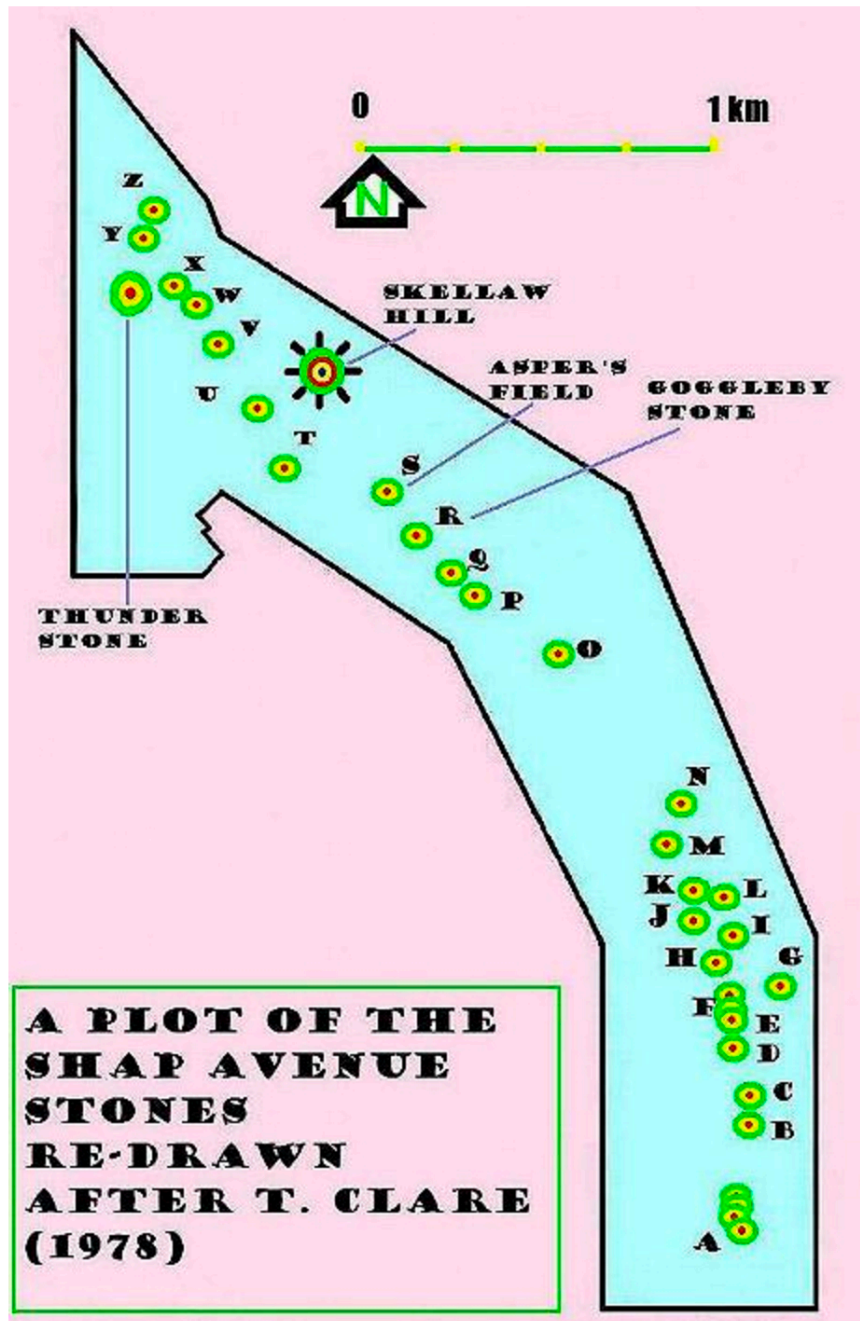 0 1 km
N
Z
Y
X
W
V
SKELLAW
HILL
U
ASPER'S
FIELD
GOGGLEBY
STONE
T
S
R
Q
P
THUNDER
STONE
O
N
M
K L
J I
H G
F
E
D
C
B
A
A PLOT OF THE
SHAP AVENUE
STONES
RE-DRAWN
AFTER T. CLARE
(1978)